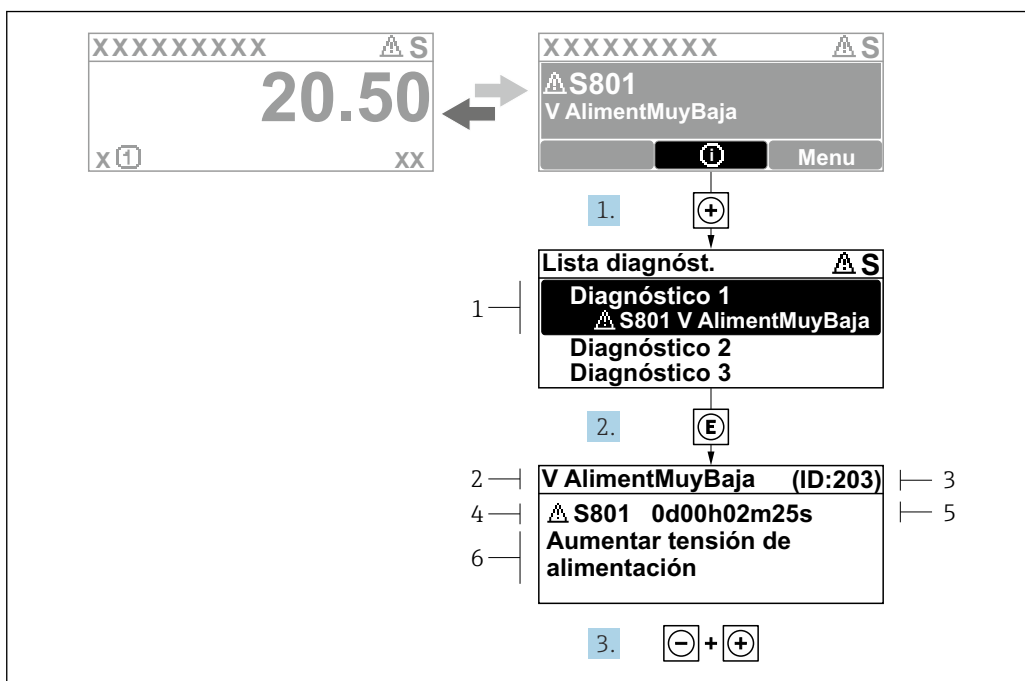 XXXXXXXXX ⚠ S
20.50
x ① xx
XXXXXXXXX ⚠ S
⚠ S801
V AlimentMuyBaja
ⓘ Menu
1. +
Lista diagnóst. ⚠ S
1
Diagnóstico 1
⚠ S801 V AlimentMuyBaja
Diagnóstico 2
Diagnóstico 3
2. E
2 V AlimentMuyBaja (ID:203) 3
4 ⚠ S801 0d00h02m25s 5
6
Aumentar tensión de
alimentación
3. - + +